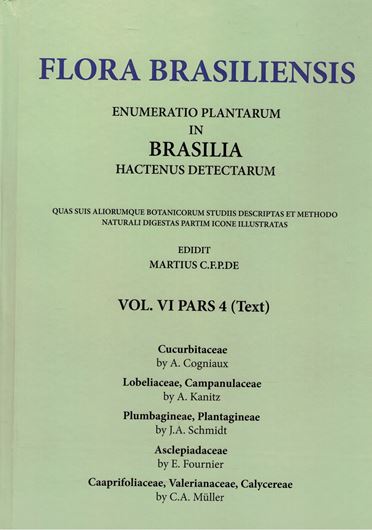 FLORA BRASILIENSIS
ENUMERATIO PLANTARUM
IN
BRASILIA
HACTENUS DETECTARUM
QUAS SUIS ALIORUMQUE BOTANICORUM STUDIIS DESCRIPTAS ET METHODO
NATURALI DIGESTAS PARTIM ICONE ILLUSTRATAS
EDIDIT
MARTIUS C.F.P.DE
VOL. VI PARS 4 (Text)
Cucurbitaceae
by A. Cogniaux
Lobeliaceae, Campanulaceae
by A. Kanitz
Plumbagineae, Plantagineae
by J.A. Schmidt
Asclepiadaceae
by E. Fournier
Caaprifoliaceae, Valerianaceae, Calycereae
by C.A. Müller